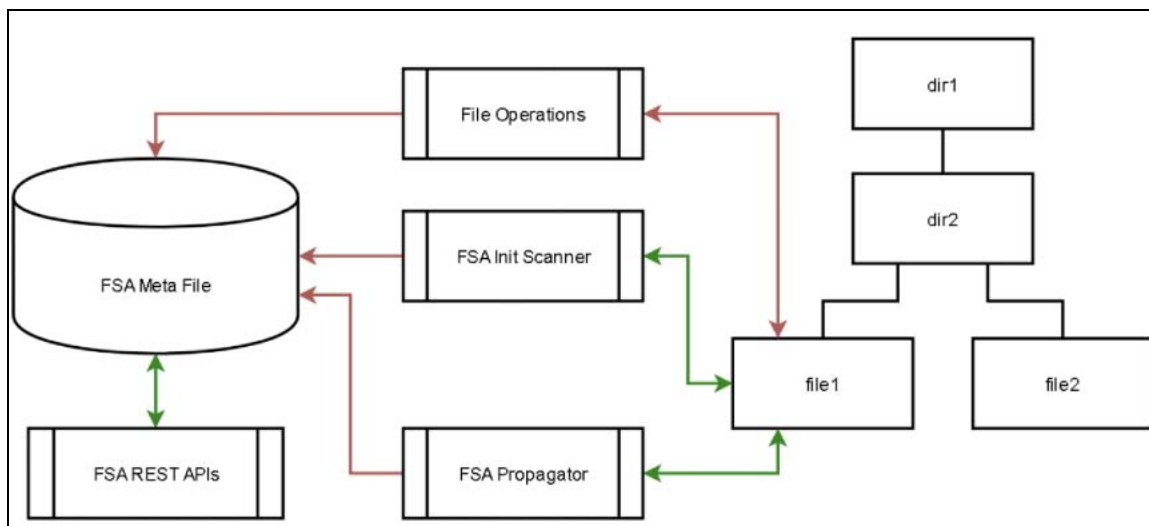 dir1
File Operations
dir2
FSA Init Scanner
FSA Meta File
file1
file2
FSA REST APIs
FSA Propagator